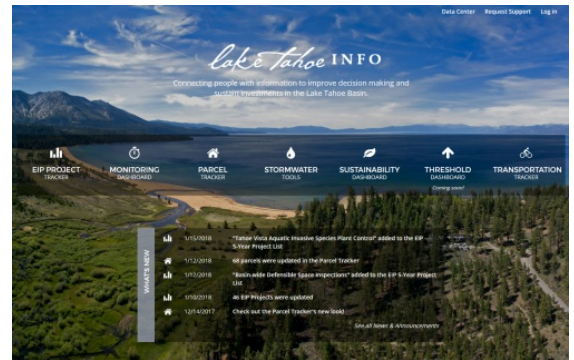 Data Center Request Support Log In
lake Tahoe INFO
Connecting people with information to improve decision making and
sustain investments in the Lake Tahoe Basin.
EIP PROJECT MONITORING PARCEL STORMWATER SUSTAINABILITY THRESHOLD TRANSPORTATION
TRACKER DASHBOARD TRACKER TOOLS DASHBOARD DASHBOARD TRACKER
Coming soon!
WHAT'S NEW
1/15/2018 "Tahoe Vista Aquatic Invasive Species Plant Control" added to the EIP
5-Year Project List
1/12/2018 68 parcels were updated in the Parcel Tracker
1/12/2018 "Basin-wide Defensible Space Inspections" added to the EIP 5-Year Project
List
1/10/2018 46 EIP Projects were updated
12/14/2017 Check out the Parcel Tracker's new look!
See all News & Announcements